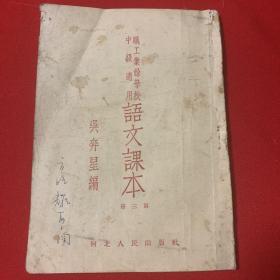 職工業餘學校
中級適用
語文課本
第三冊
吳奔星編
河北人民出版社